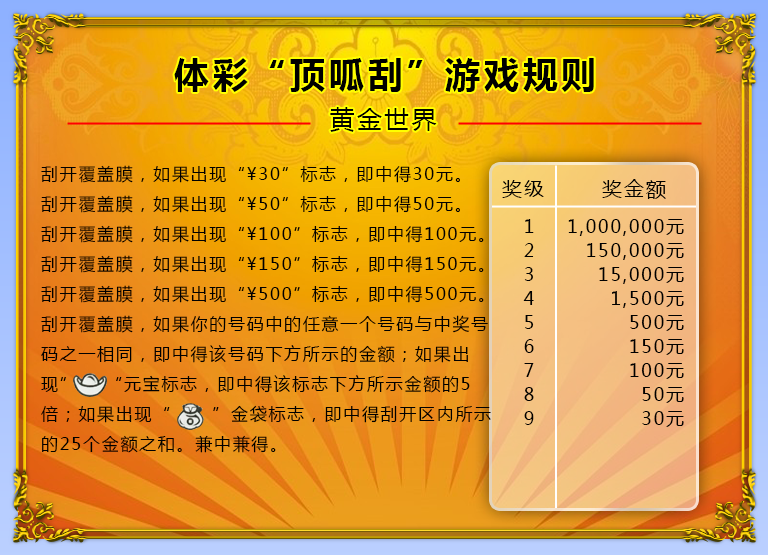 体彩“顶呱刮”游戏规则
黄金世界
刮开覆盖膜，如果出现“¥30”标志，即中得30元。
刮开覆盖膜，如果出现“¥50”标志，即中得50元。
刮开覆盖膜，如果出现“¥100”标志，即中得100元。
刮开覆盖膜，如果出现“¥150”标志，即中得150元。
刮开覆盖膜，如果出现“¥500”标志，即中得500元。
刮开覆盖膜，如果你的号码中的任意一个号码与中奖号
码之一相同，即中得该号码下方所示的金额；如果出
现” “元宝标志，即中得该标志下方所示金额的5
倍；如果出现“ ”金袋标志，即中得刮开区内所示
的25个金额之和。兼中兼得。
奖级 奖金额
1 1,000,000元
2 150,000元
3 15,000元
4 1,500元
5 500元
6 150元
7 100元
8 50元
9 30元